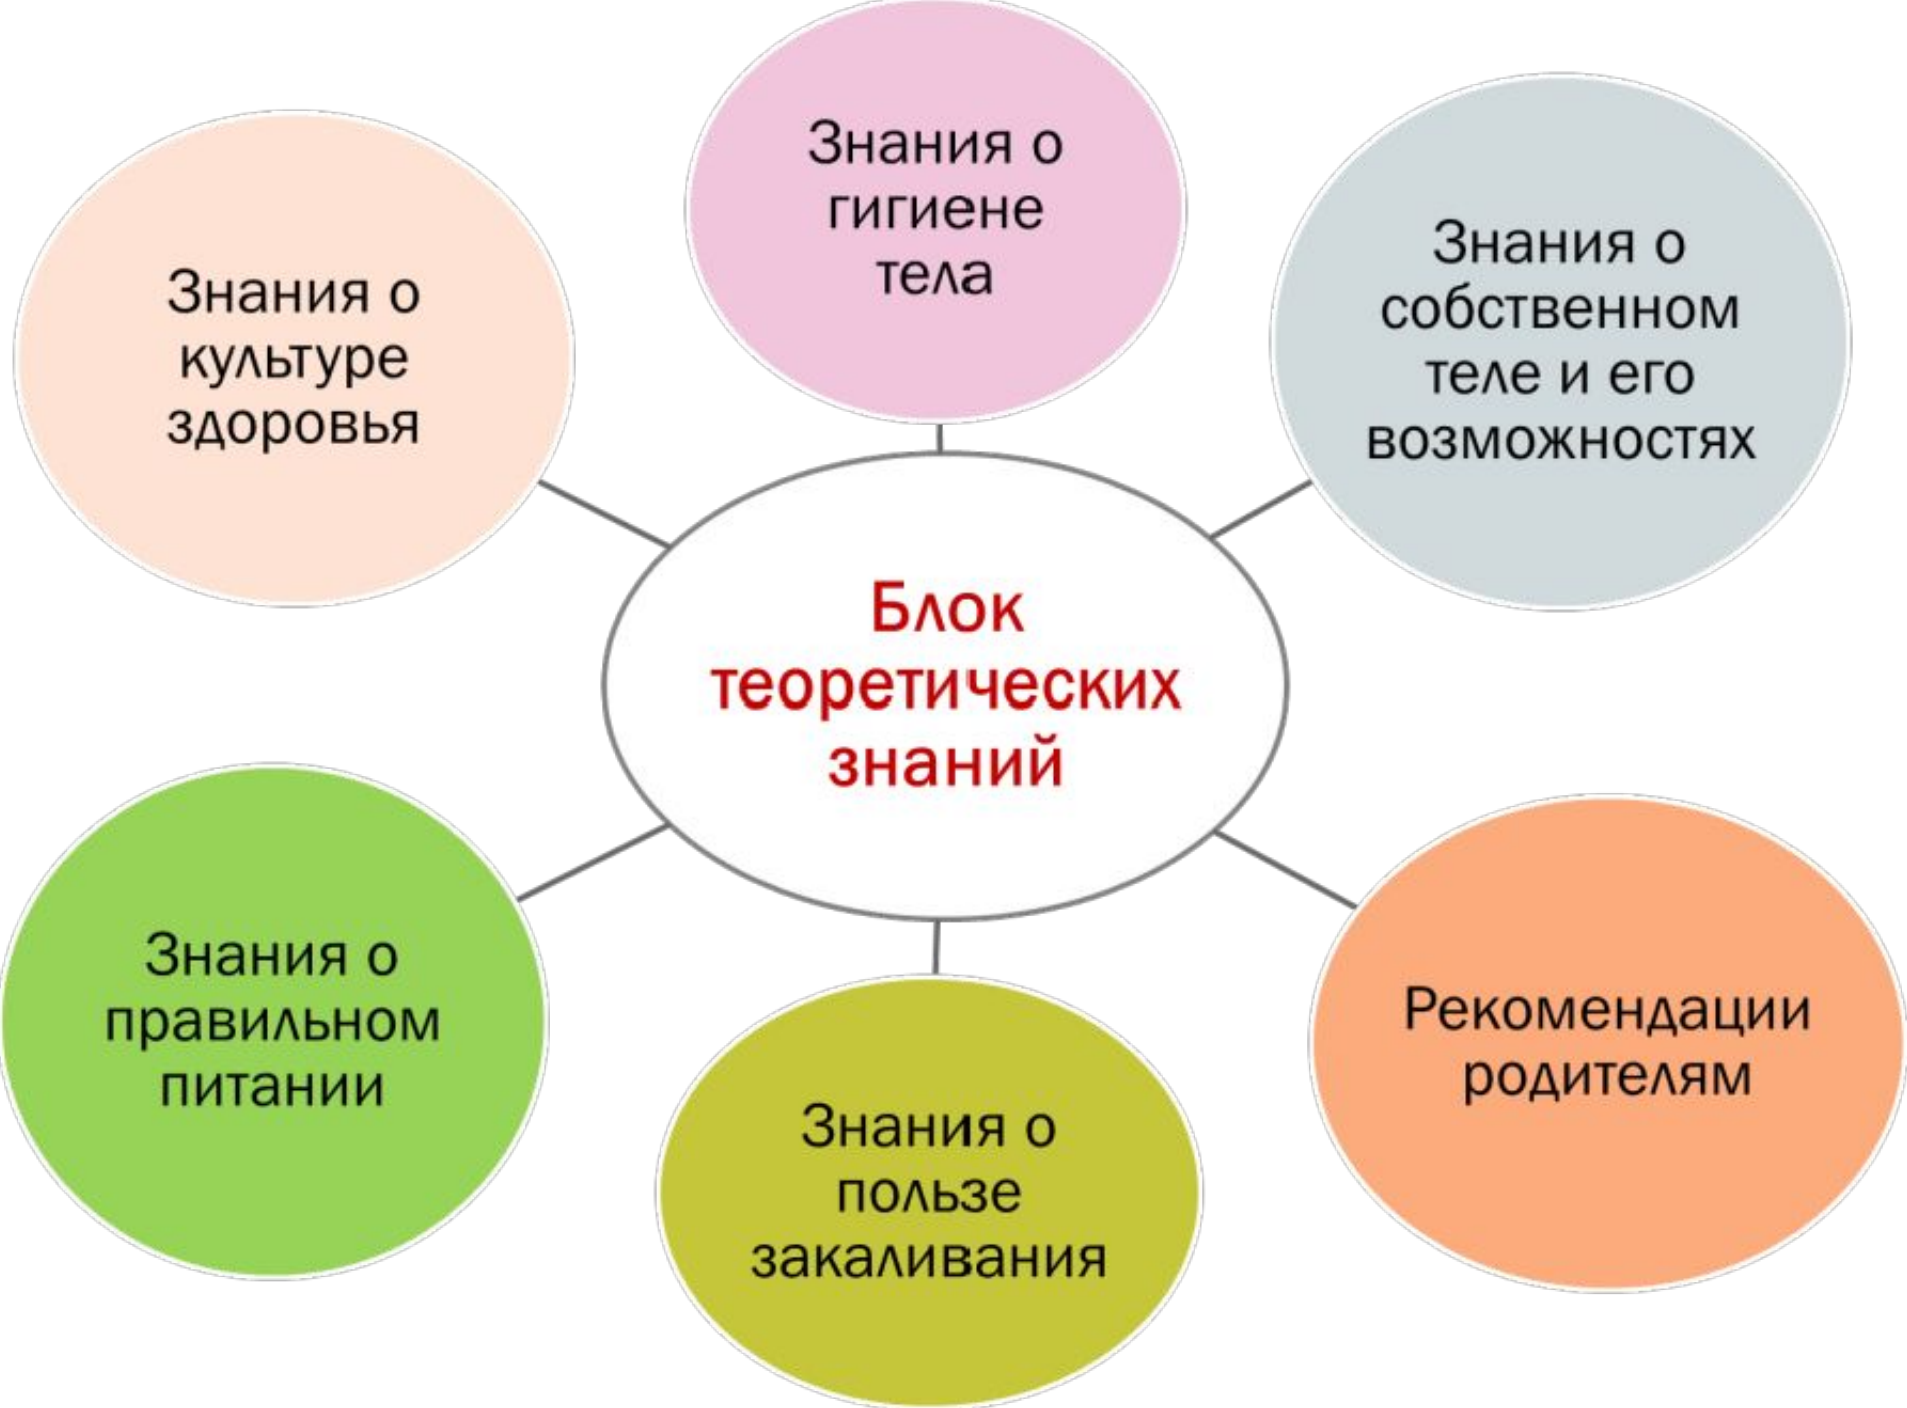 Знания о
гигиене
тела
Знания о
собственном
теле и его
возможностях
Знания о
культуре
здоровья
Блок
теоретических
знаний
Знания о
правильном
питании
Рекомендации
родителям
Знания о
пользе
закаливания